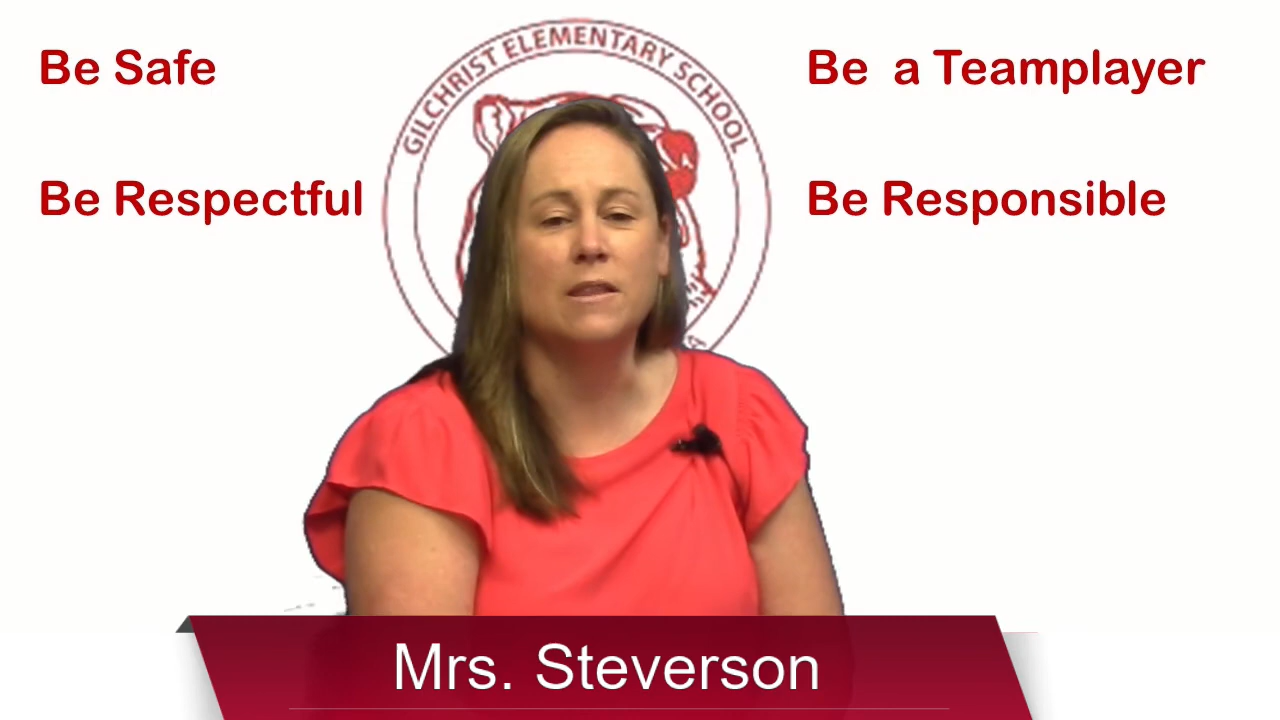 Be Safe
Be a Teamplayer
GILCHRIST ELEMENTARY SCHOOL
Be Respectful
Be Responsible
Mrs. Steverson